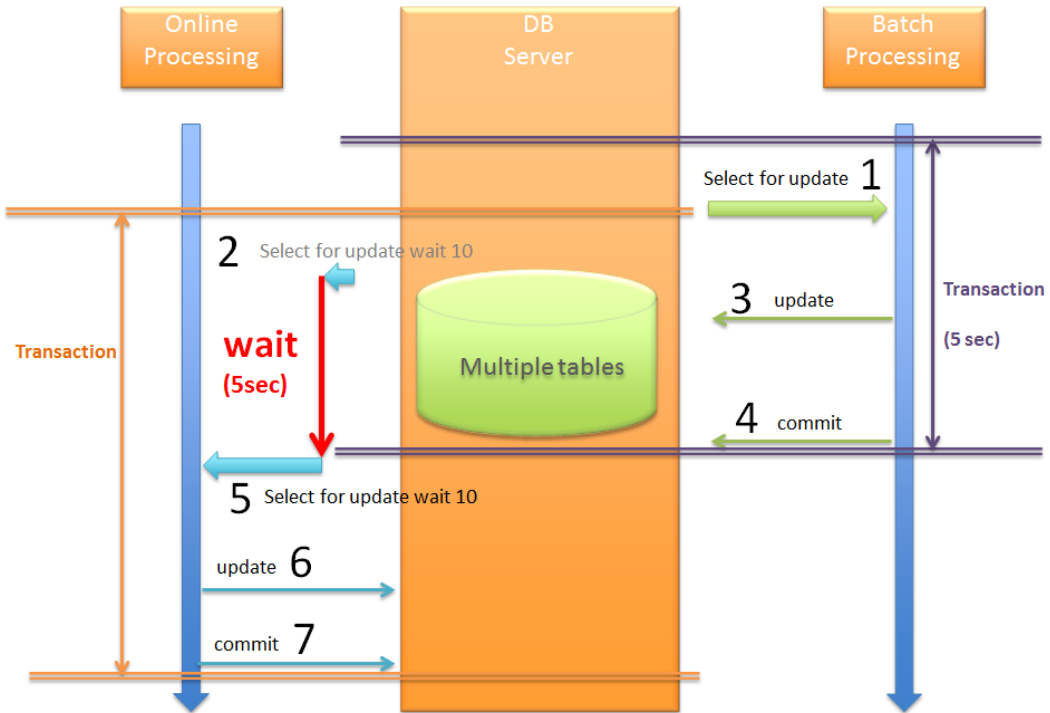 Online
Processing
DB
Server
Batch
Processing
Select for update 1
2 Select for update wait 10
3 update
Transaction
(5 sec)
Transaction
wait
(5sec)
Multiple tables
4 commit
5 Select for update wait 10
update 6
commit 7